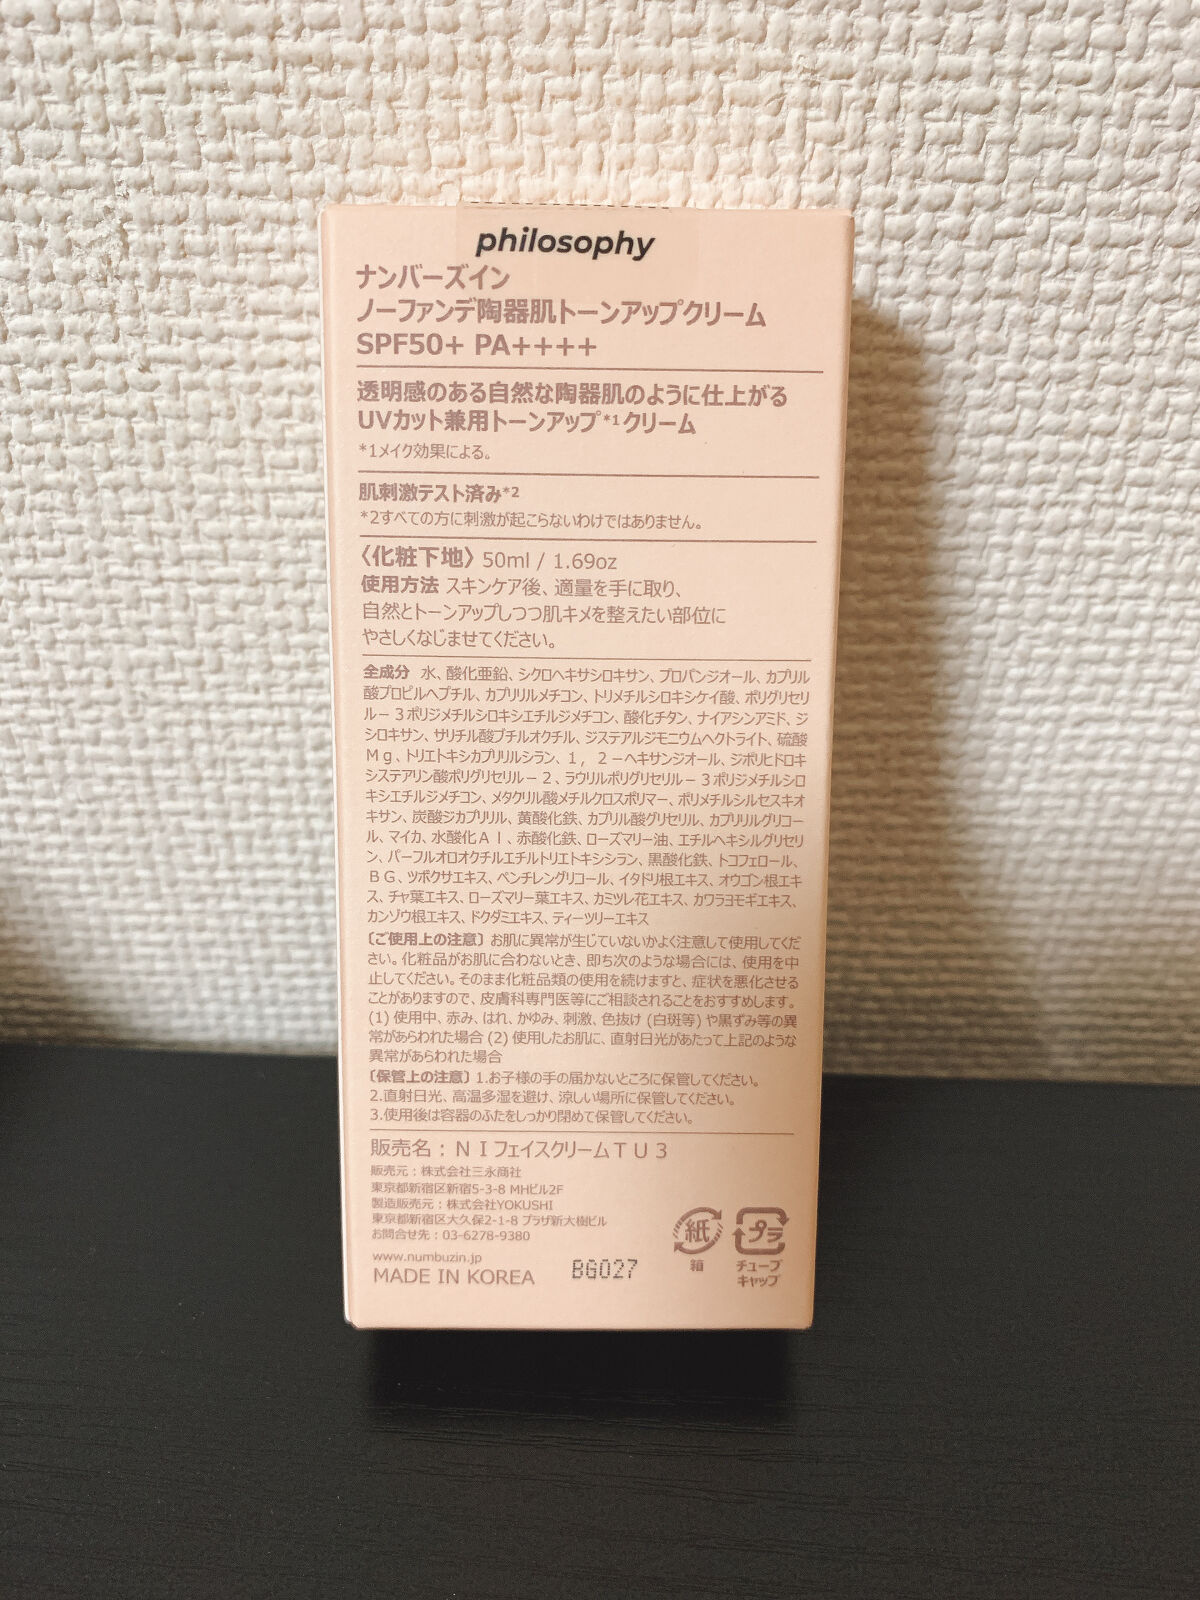 philosophy
ナンバーズイン
ノーファンデ陶器肌トーンアップクリーム
SPF50+ PA++++
透明感のある自然な陶器肌のように仕上がる
UVカット兼用トーンアップ*1クリーム
*1メイク効果による。
肌刺激テスト済み*2
*2すべての方に刺激が起こらないわけではありません。
〈化粧下地〉 50ml / 1.69oz
使用方法 スキンケア後、適量を手に取り、
自然とトーンアップしつつ肌キメを整えたい部位に
やさしくなじませてください。
全成分 水、酸化亜鉛、シクロヘキサシロキサン、プロパンジオール、カプリル
酸プロピルヘプチル、カプリリルメチコン、トリメチルシロキシケイ酸、ポリグリセリ
ル－３ポリジメチルシロキシエチルジメチコン、酸化チタン、ナイアシンアミド、ジ
シロキサン、サリチル酸ブチルオクチル、ジステアルジモニウムヘクトライト、硫酸
Ｍｇ、トリエトキシカプリリルシラン、１，２－ヘキサンジオール、ジポリヒドロキ
システアリン酸ポリグリセリル－２、ラウリルポリグリセリル－３ポリジメチルシロ
キシエチルジメチコン、メタクリル酸メチルクロスポリマー、ポリメチルシルセスキオ
キサン、炭酸ジカプリリル、黄酸化鉄、カプリル酸グリセリル、カプリリルグリコー
ル、マイカ、水酸化Ａｌ、赤酸化鉄、ローズマリー油、エチルヘキシルグリセリ
ン、パーフルオロオクチルエチルトリエトキシシラン、黒酸化鉄、トコフェロール、
ＢＧ、ツボクサエキス、ペンチレングリコール、イタドリ根エキス、オウゴン根エキ
ス、チャ葉エキス、ローズマリー葉エキス、カミツレ花エキス、カワラヨモギエキス、
カンゾウ根エキス、ドクダミエキス、ティーツリーエキス
〔ご使用上の注意〕お肌に異常が生じていないかよく注意して使用してくだ
さい。化粧品がお肌に合わないとき、即ち次のような場合には、使用を中
止してください。そのまま化粧品類の使用を続けますと、症状を悪化させる
ことがありますので、皮膚科専門医等にご相談されることをおすすめします。
(1) 使用中、赤み、はれ、かゆみ、刺激、色抜け (白斑等) や黒ずみ等の異
常があらわれた場合 (2) 使用したお肌に、直射日光があたって上記のような
異常があらわれた場合
〔保管上の注意〕1.お子様の手の届かないところに保管してください。
2.直射日光、高温多湿を避け、涼しい場所に保管してください。
3.使用後は容器のふたをしっかり閉めて保管してください。
販売名：ＮＩフェイスクリームＴＵ３
販売元：株式会社三永商社
東京都新宿区新宿5-3-8 MHビル2F
製造販売元：株式会社YOKUSHI
東京都新宿区大久保2-1-8 プラザ新大樹ビル
お問合せ先：03-6278-9380
www.numbuzin.jp
MADE IN KOREA
BG027
紙
箱
プラ
チューブ
キャップ